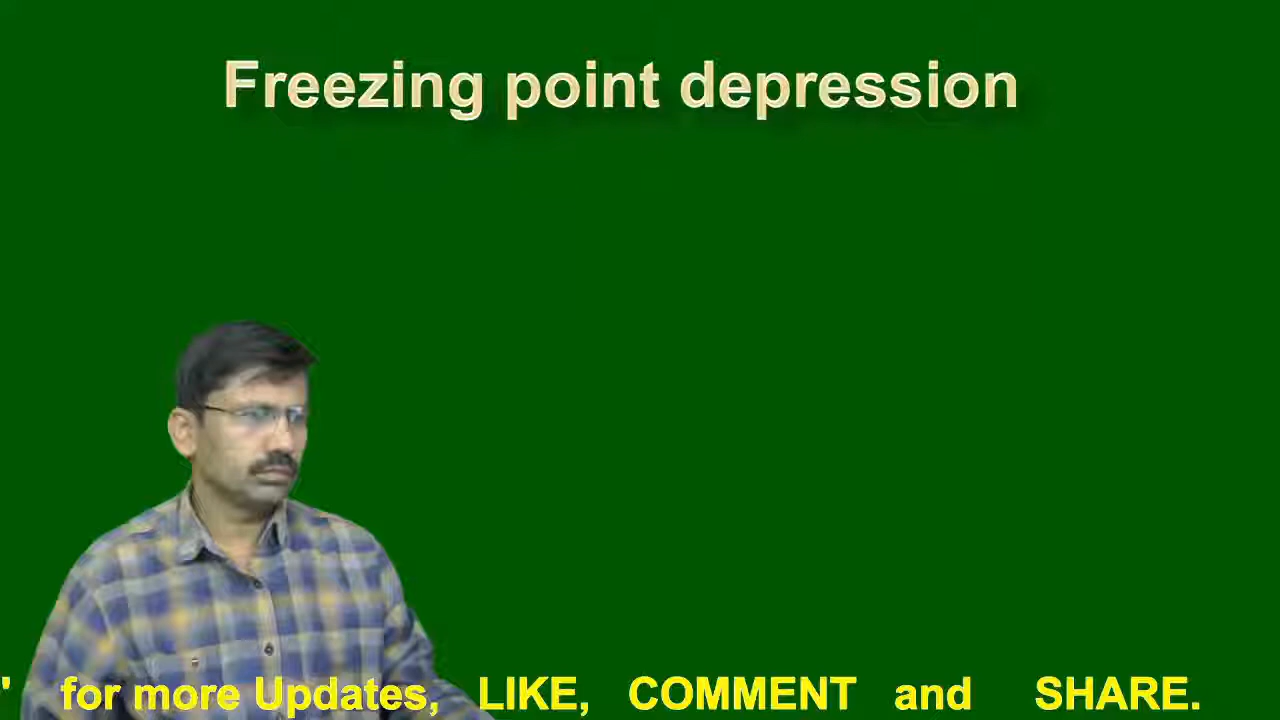 Freezing point depression
' for more Updates, LIKE, COMMENT and SHARE.